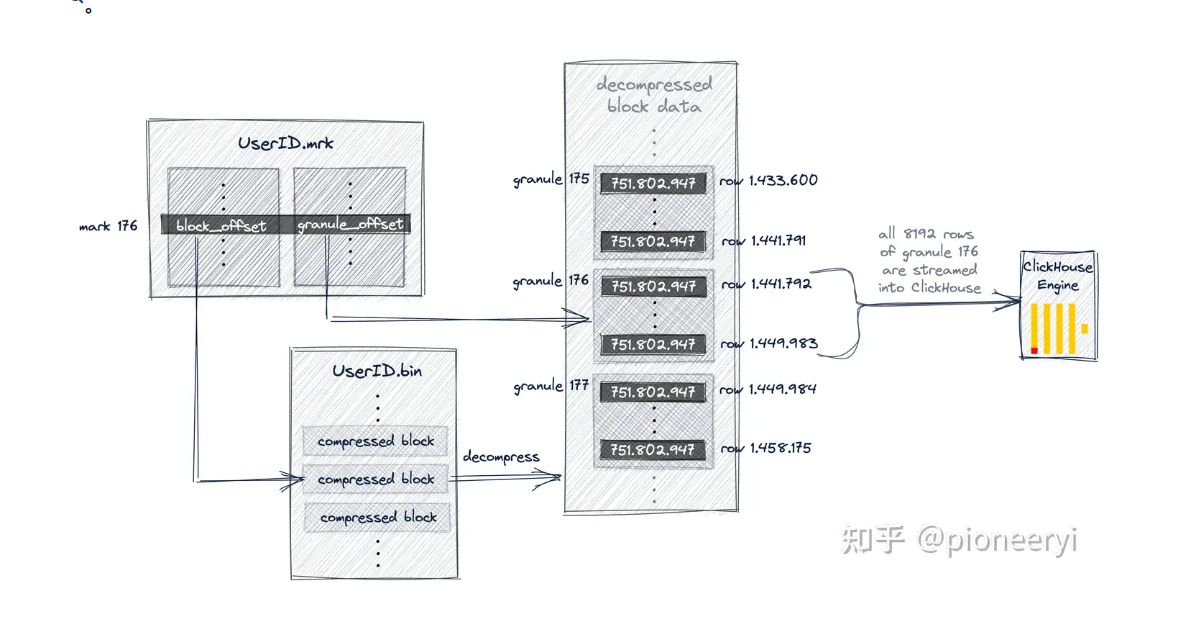 decompressed
block data
UserID.mrk
mark 176
block_offset
granule_offset
granule 175
751.802.947
row 1.433.600
751.802.947
row 1.441.791
granule 176
751.802.947
row 1.441.792
751.802.947
row 1.449.983
granule 177
751.802.947
row 1.449.984
751.802.947
row 1.458.175
all 8192 rows
of granule 176
are streamed
into ClickHouse
ClickHouse
Engine
UserID.bin
compressed block
compressed block
compressed block
decompress
知乎 @pioneeryi